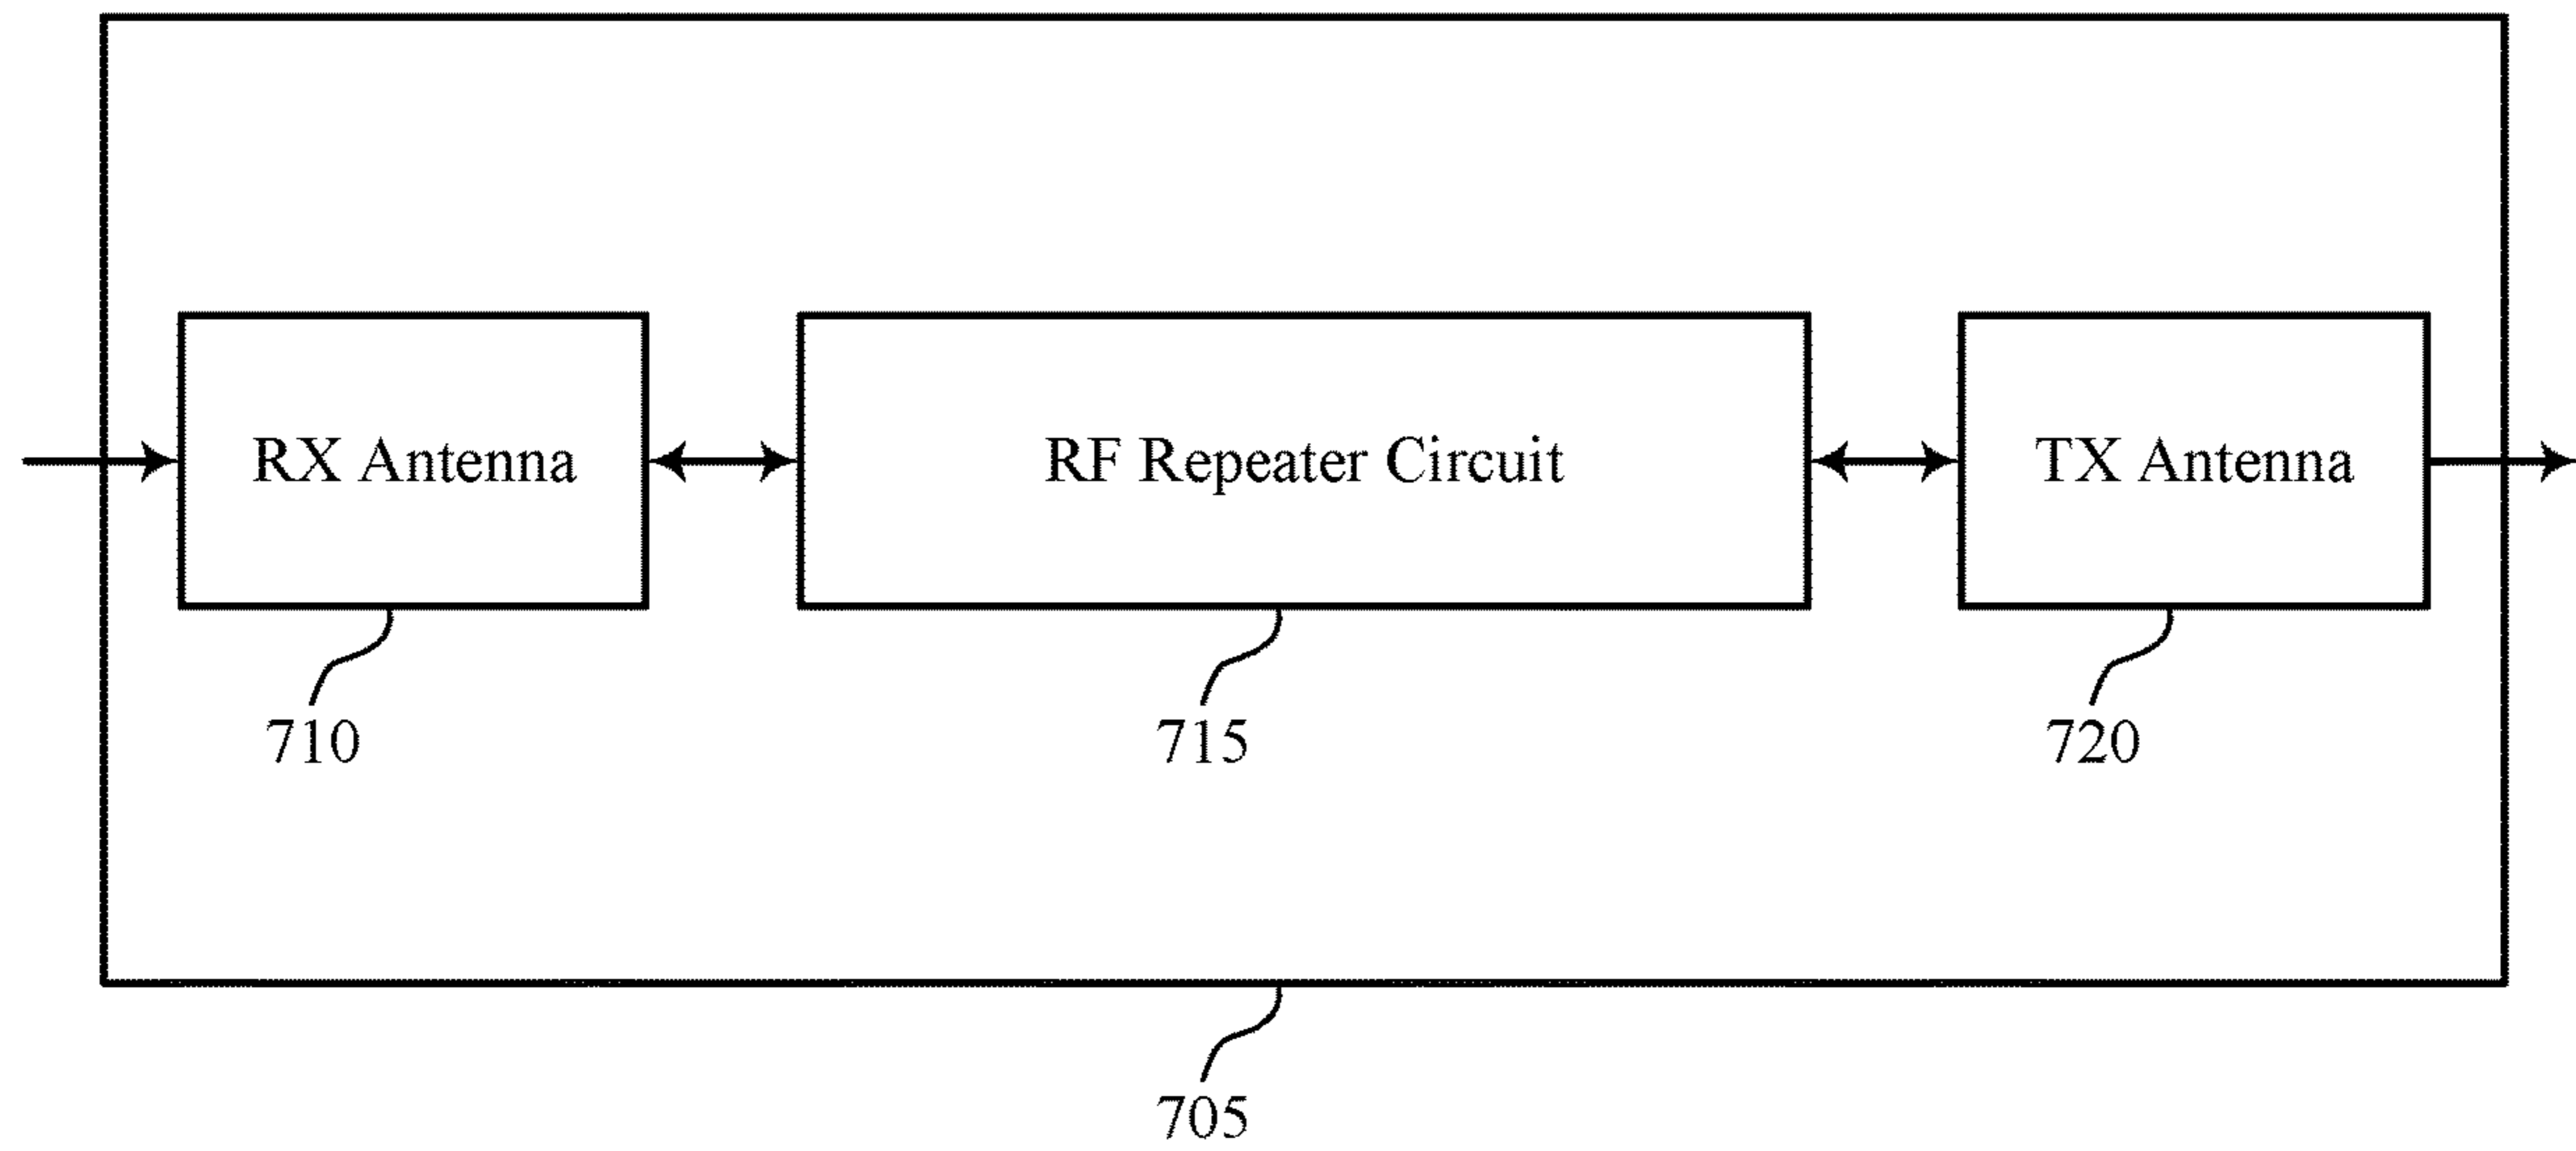 RX Antenna
RF Repeater Circuit
TX Antenna
710
715
720
705